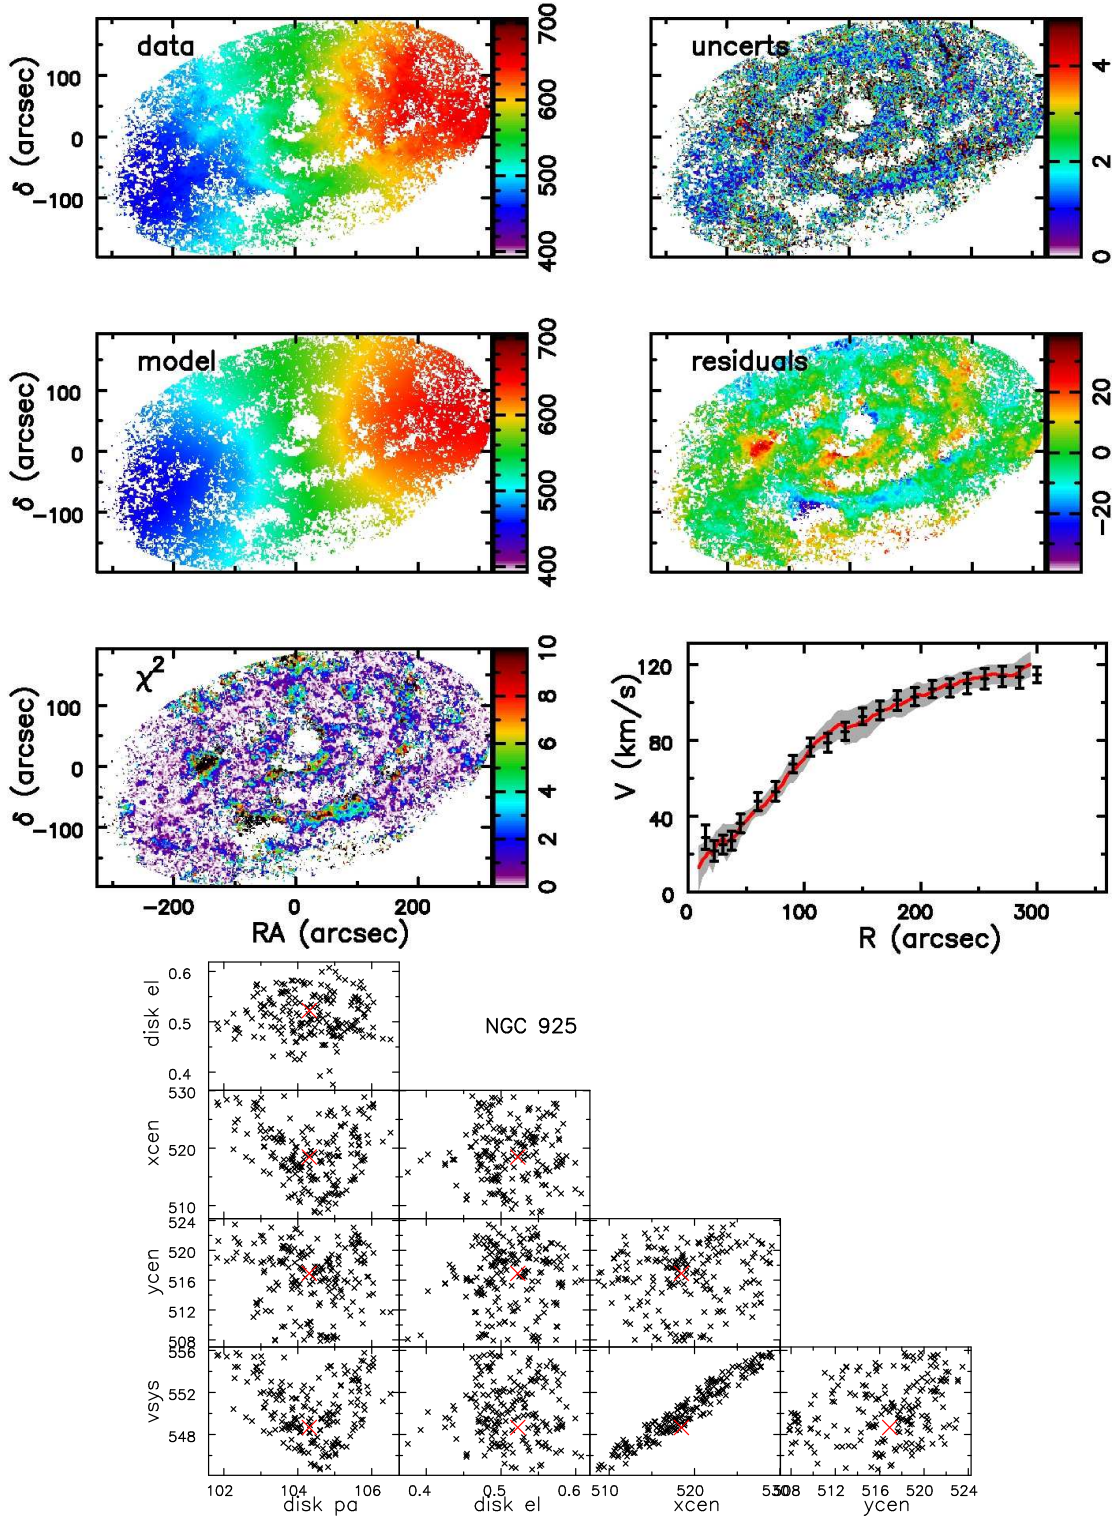 data
δ (arcsec)
100
0
−100
700
600
500
400
uncerts
4
2
0
model
δ (arcsec)
100
0
−100
700
600
500
400
residuals
20
0
−20
χ²
δ (arcsec)
100
0
−100
−200 0 200
RA (arcsec)
10
8
6
4
2
0
V (km/s)
120
80
40
0
0 100 200 300
R (arcsec)
NGC 925
disk el
0.6
0.5
0.4
xcen
530
520
510
ycen
524
520
516
512
508
vsys
556
552
548
102 104 106
disk pa
0.4 0.5 0.6
disk el
510 520 530
xcen
508 512 516 520 524
ycen